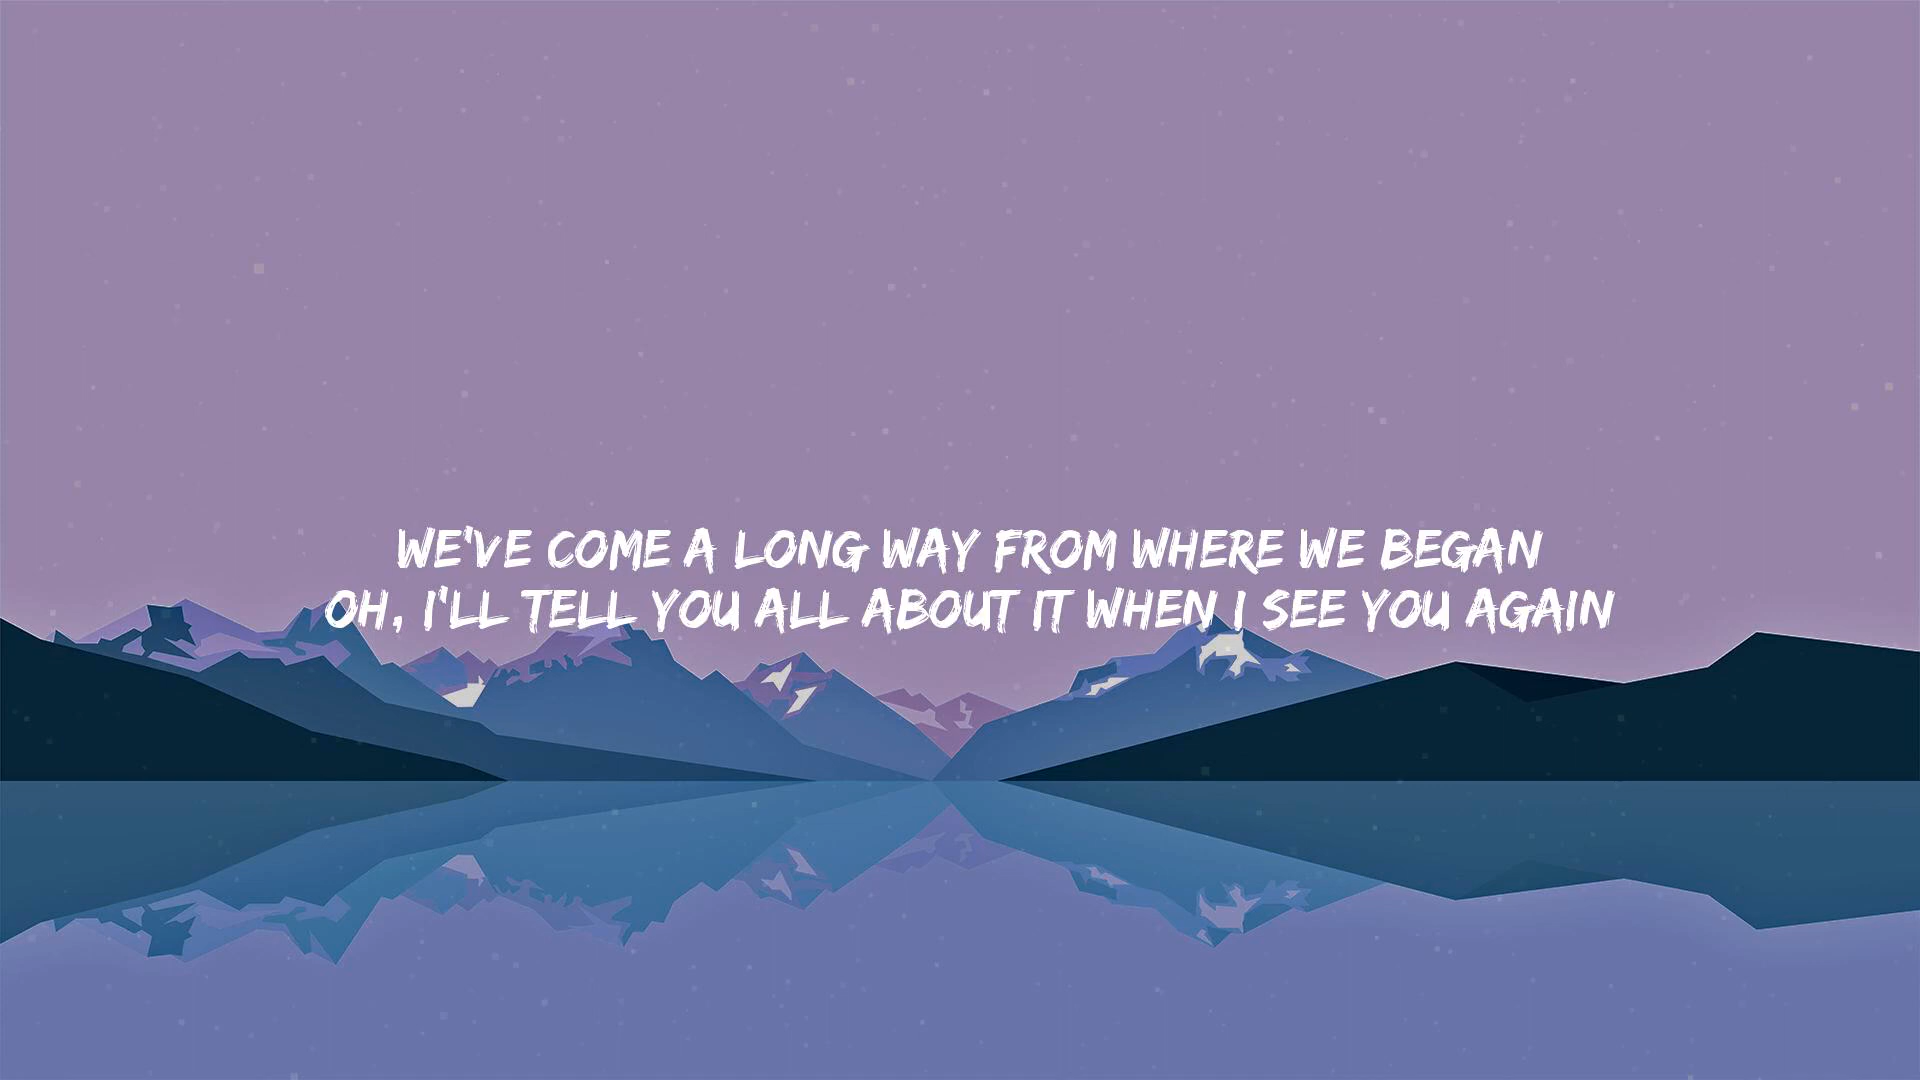 WE'VE COME A LONG WAY FROM WHERE WE BEGAN
OH, I'LL TELL YOU ALL ABOUT IT WHEN I SEE YOU AGAIN